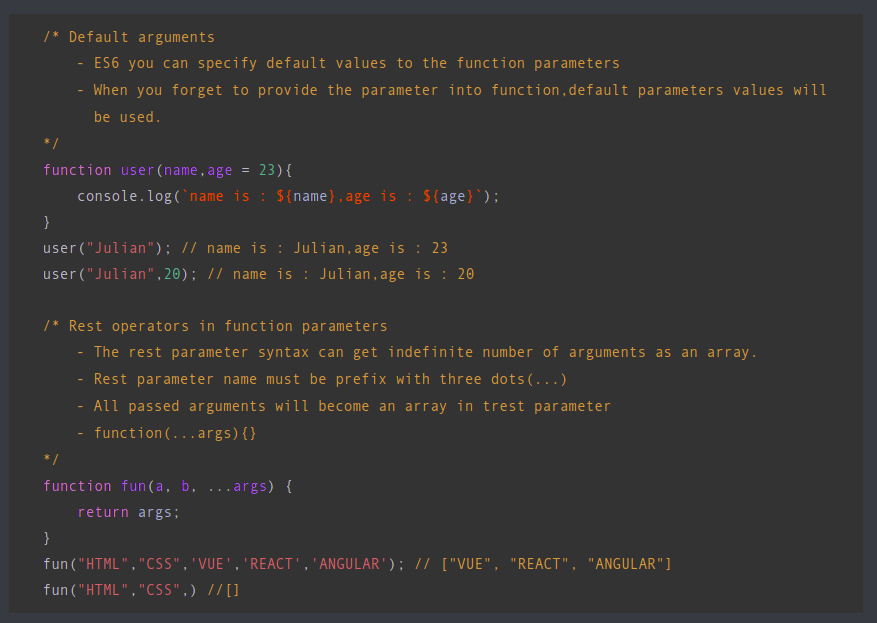 /* Default arguments
    - ES6 you can specify default values to the function parameters
    - When you forget to provide the parameter into function,default parameters values will
      be used.
*/
function user(name,age = 23){
    console.log(`name is : ${name},age is : ${age}`);
}
user("Julian"); // name is : Julian,age is : 23
user("Julian",20); // name is : Julian,age is : 20

/* Rest operators in function parameters
    - The rest parameter syntax can get indefinite number of arguments as an array.
    - Rest parameter name must be prefix with three dots(...)
    - All passed arguments will become an array in trest parameter
    - function(...args){}
*/
function fun(a, b, ...args) {
    return args;
}
fun("HTML","CSS",'VUE','REACT','ANGULAR'); // ["VUE", "REACT", "ANGULAR"]
fun("HTML","CSS",) //[]